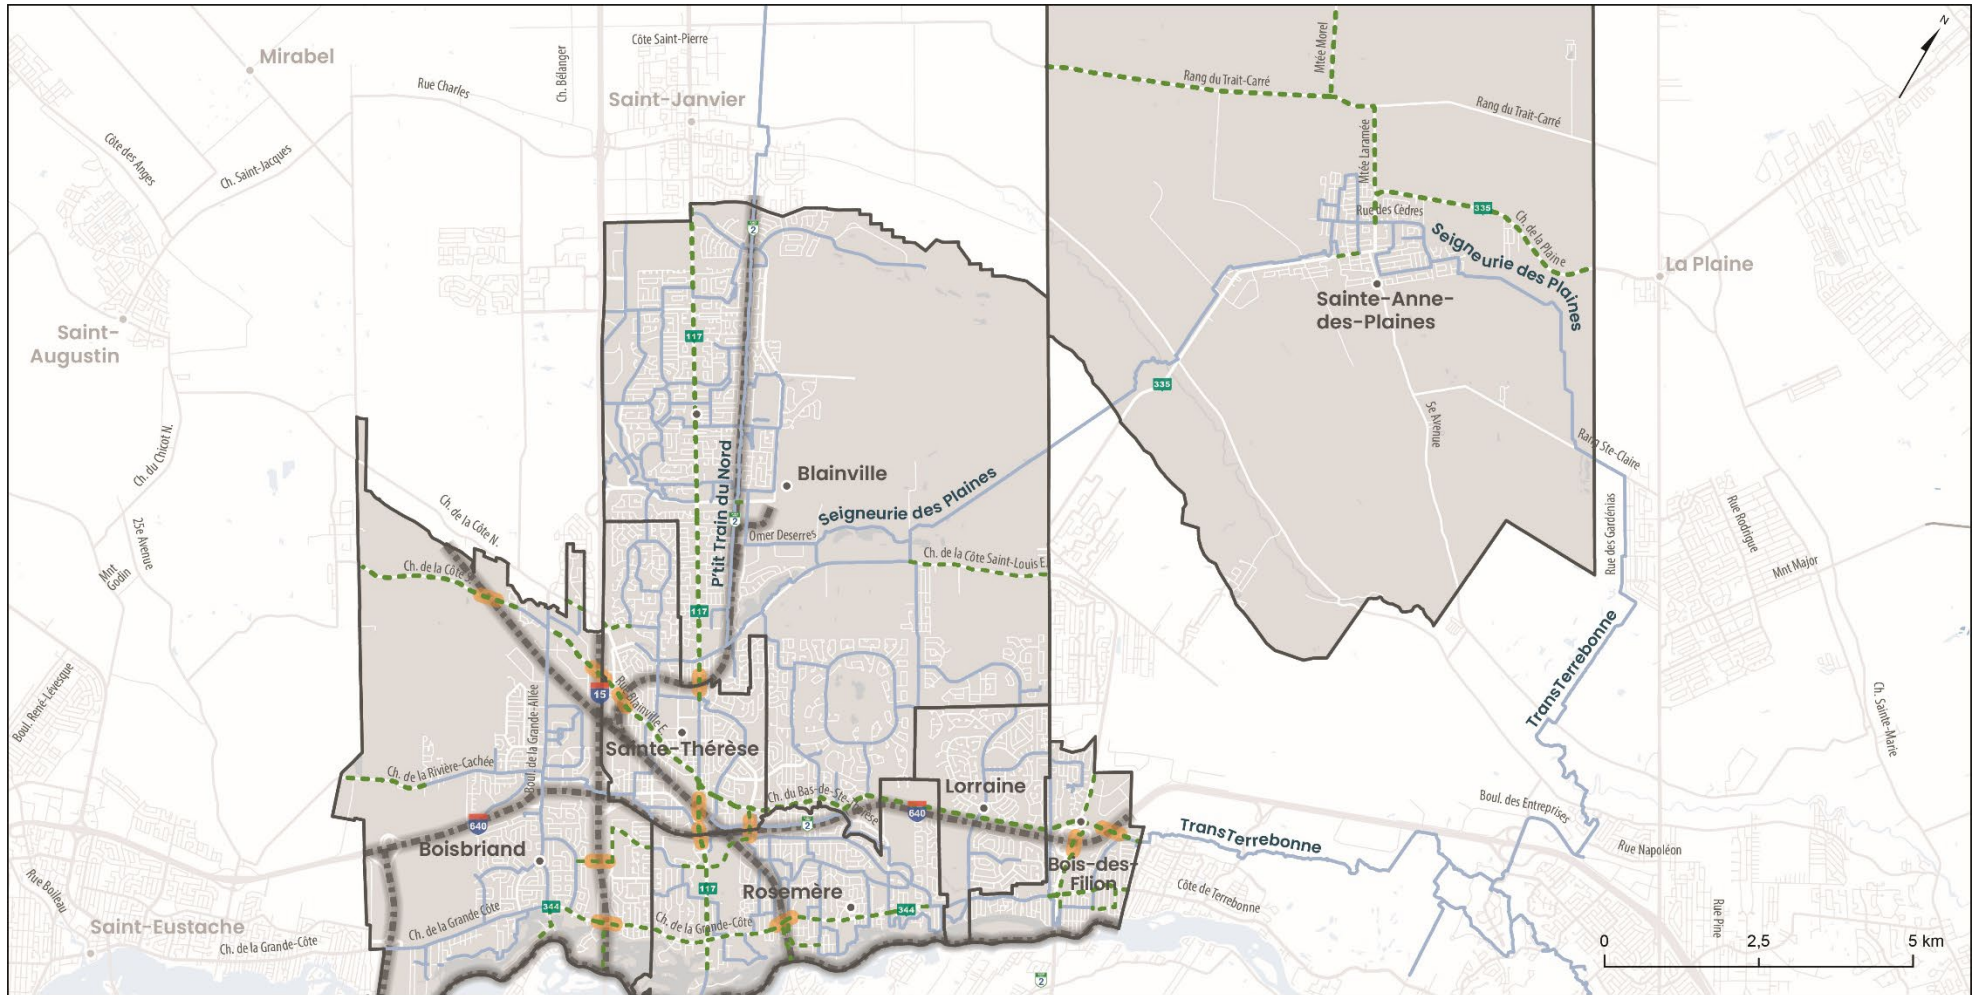 N
Côte Saint-Pierre
Mtée Morel
Mirabel
Ch. Bélanger
Rue Charles
Saint-Janvier
Rang du Trait-Carré
Rang du Trait-Carré
Côte des Anges
Ch. Saint-Jacques
Mtée Laramée
Rue des Cèdres
335
Ch. de la Plaine
Seigneurie des Plaines
2
La Plaine
Sainte-Anne-
des-Plaines
Saint-
Augustin
117
335
5e Avenue
Ch. du Chicot N.
P'tit Train du Nord
Blainville
Rang Ste-Claire
Seigneurie des Plaines
Ch. de la Côte N.
2
Omer Deserres
Rue des Gardénias
Rue Rodrigue
25e Avenue
Mnt
Godin
Ch. de la Côte
Ch. de la Côte Saint-Louis E.
Mnt Major
117
TransTerrebonne
Boul. René-Lévesque
15
Rue Blainville E.
Boul. de la Grande-Allée
Ch. Sainte-Marie
Sainte-Thérèse
Ch. de la Rivière-Cachée
Lorraine
Ch. du Bas-de-Ste-Thérèse
Boul. des Entreprises
640
640
2
TransTerrebonne
Boisbriand
Rue Napoléon
Bois-des-
Filion
Rue Boileau
Rosemère
117
Côte de Terrebonne
344
344
Saint-Eustache
Ch. de la Grande Côte
Ch. de la Grande-Côte
Ch. de la Grande-Côte
Rue Pine
0 2,5 5 km
2